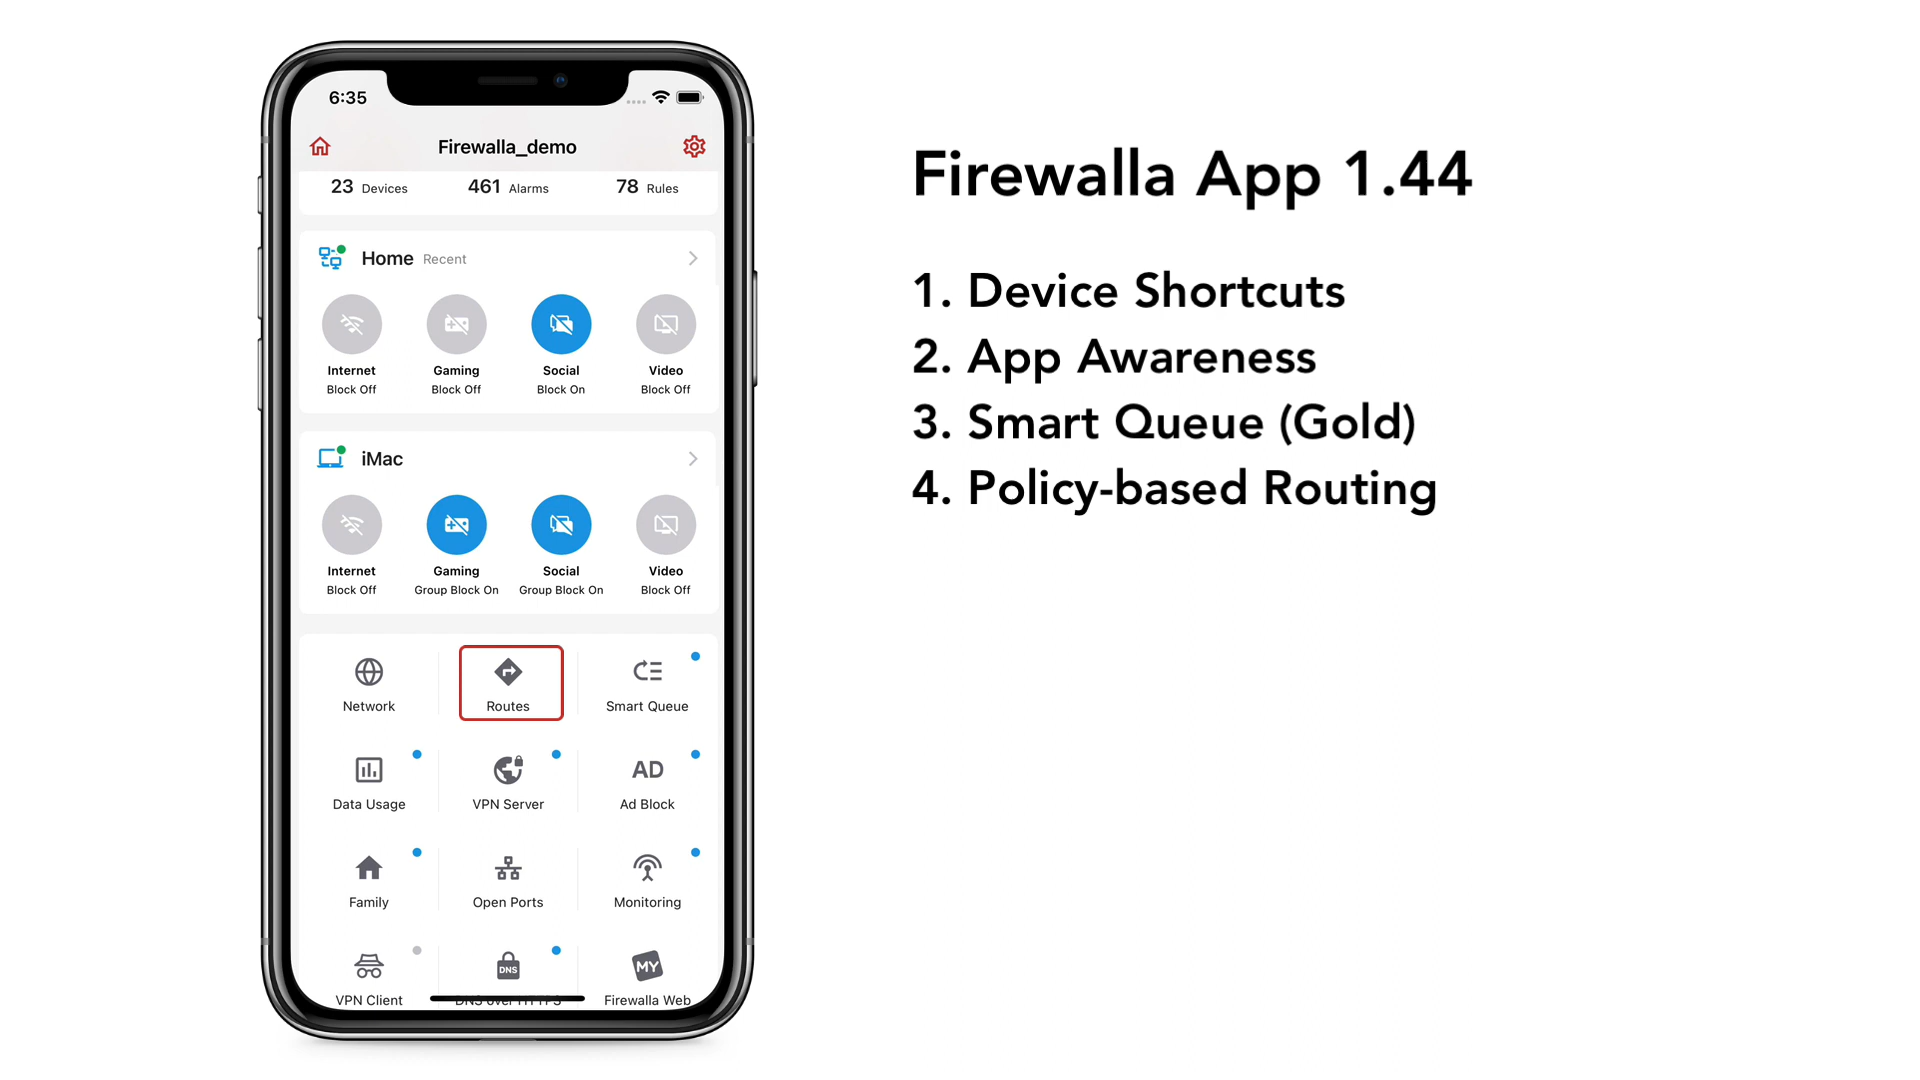 6:35
Firewalla_demo
23 Devices 461 Alarms 78 Rules
Home Recent
Internet Gaming Social Video
Block Off Block Off Block On Block Off
iMac
Internet Gaming Social Video
Block Off Group Block On Group Block On Block Off
Network Routes Smart Queue
AD
Data Usage VPN Server Ad Block
Family Open Ports Monitoring
DNS MY
VPN Client DNS over HTTPS Firewalla Web
Firewalla App 1.44
1. Device Shortcuts
2. App Awareness
3. Smart Queue (Gold)
4. Policy-based Routing